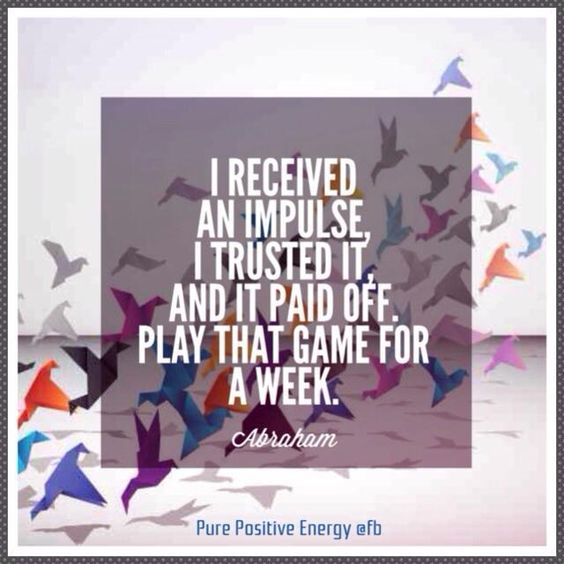 I RECEIVED
AN IMPULSE,
I TRUSTED IT,
AND IT PAID OFF.
PLAY THAT GAME FOR
A WEEK.
Abraham
Pure Positive Energy @fb